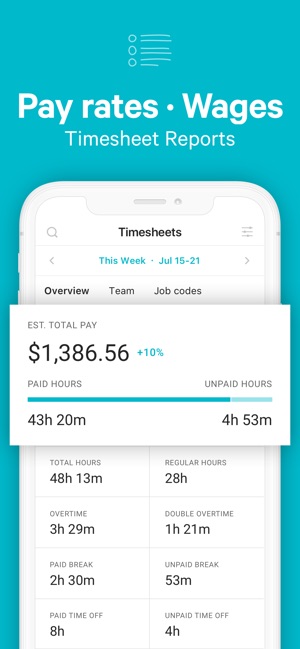 Pay rates · Wages
Timesheet Reports
Timesheets
This Week · Jul 15-21
Overview Team Job codes
EST. TOTAL PAY
$1,386.56 +10%
PAID HOURS UNPAID HOURS
43h 20m 4h 53m
TOTAL HOURS REGULAR HOURS
48h 13m 28h
OVERTIME DOUBLE OVERTIME
3h 29m 1h 21m
PAID BREAK UNPAID BREAK
2h 30m 53m
PAID TIME OFF UNPAID TIME OFF
8h 4h